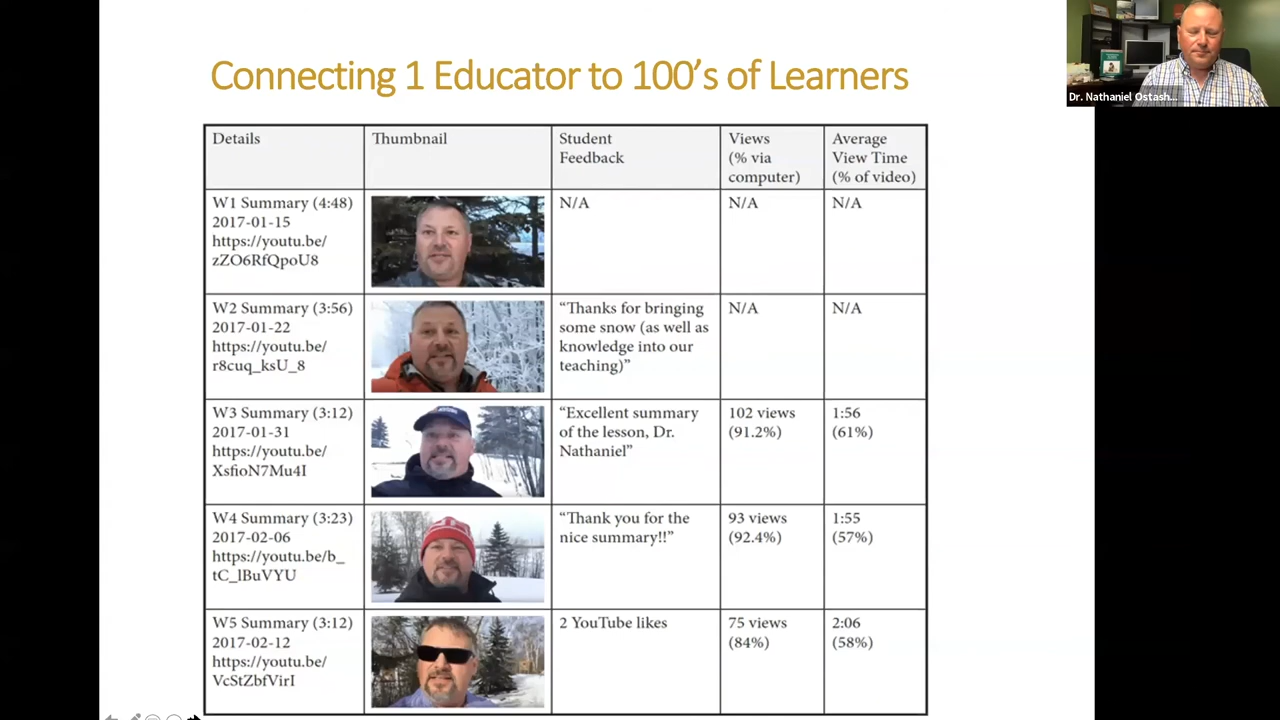 Connecting 1 Educator to 100’s of Learners
Dr. Nathaniel Ostash...
Details
Thumbnail
Student
Feedback
Views
(% via
computer)
Average
View Time
(% of video)
W1 Summary (4:48)
2017-01-15
https://youtu.be/
zZO6RfQpoU8
N/A
N/A
N/A
W2 Summary (3:56)
2017-01-22
https://youtu.be/
r8cuq_ksU_8
“Thanks for bringing
some snow (as well as
knowledge into our
teaching)”
N/A
N/A
W3 Summary (3:12)
2017-01-31
https://youtu.be/
XsfioN7Mu4I
“Excellent summary
of the lesson, Dr.
Nathaniel”
102 views
(91.2%)
1:56
(61%)
W4 Summary (3:23)
2017-02-06
https://youtu.be/b_
tC_lBuVYU
“Thank you for the
nice summary!!”
93 views
(92.4%)
1:55
(57%)
W5 Summary (3:12)
2017-02-12
https://youtu.be/
VcStZbfVirI
2 YouTube likes
75 views
(84%)
2:06
(58%)